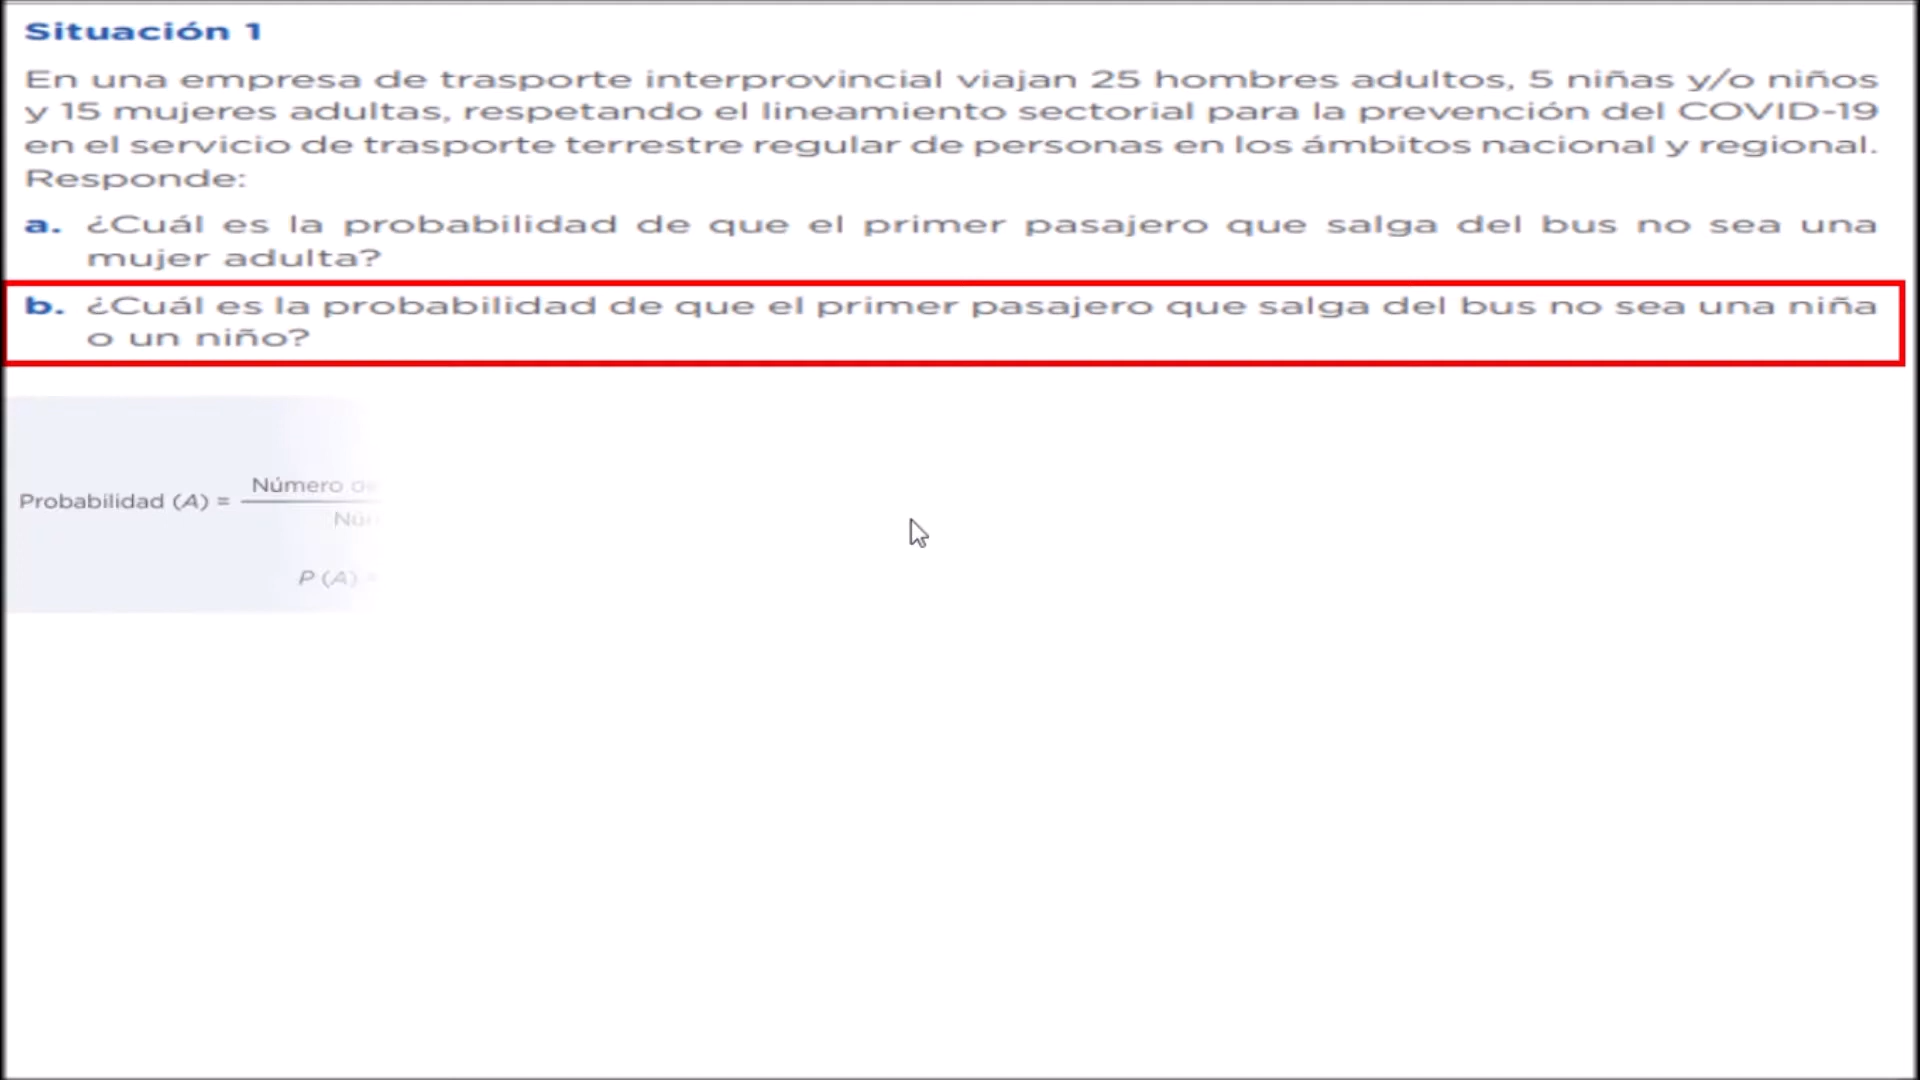 Situación 1
En una empresa de trasporte interprovincial viajan 25 hombres adultos, 5 niñas y/o niños
y 15 mujeres adultas, respetando el lineamiento sectorial para la prevención del COVID-19
en el servicio de trasporte terrestre regular de personas en los ámbitos nacional y regional.
Responde:
a. ¿Cuál es la probabilidad de que el primer pasajero que salga del bus no sea una
mujer adulta?
b. ¿Cuál es la probabilidad de que el primer pasajero que salga del bus no sea una niña
o un niño?
Probabilidad (A) = Número de
P (A) =